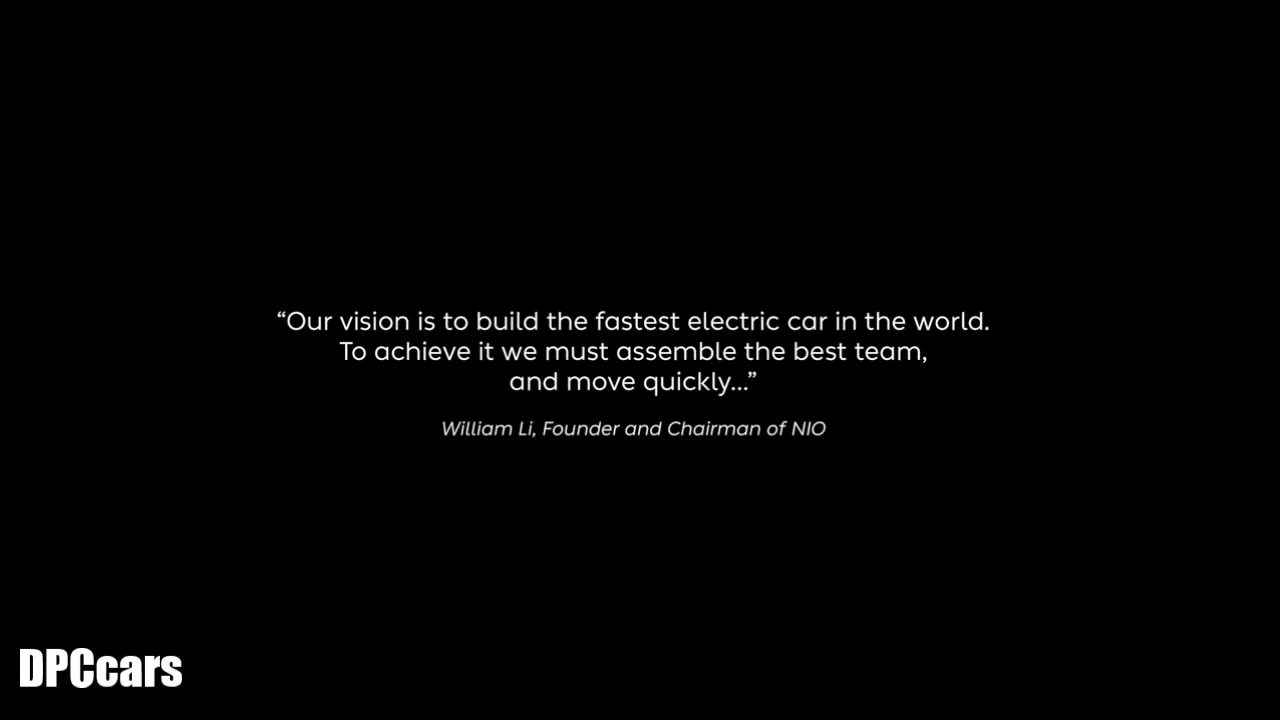 “Our vision is to build the fastest electric car in the world.
To achieve it we must assemble the best team,
and move quickly...”
William Li, Founder and Chairman of NIO
DPCcars